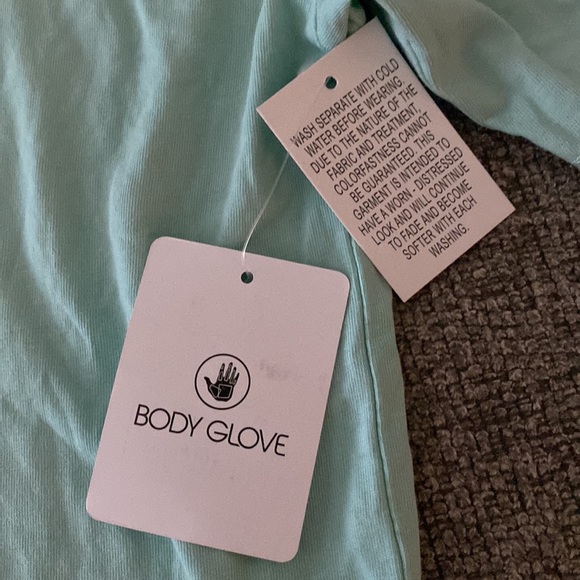 WASH SEPARATE WITH COLD
WATER BEFORE WEARING
DUE TO THE NATURE OF THE
FABRIC AND TREATMENT.
COLORFASTNESS CANNOT
BE GUARANTEED. THIS
GARMENT IS INTENDED TO
HAVE A WORN - DISTRESSED
LOOK AND WILL CONTINUE
TO FADE AND BECOME
SOFTER WITH EACH
WASHING.
BODY GLOVE